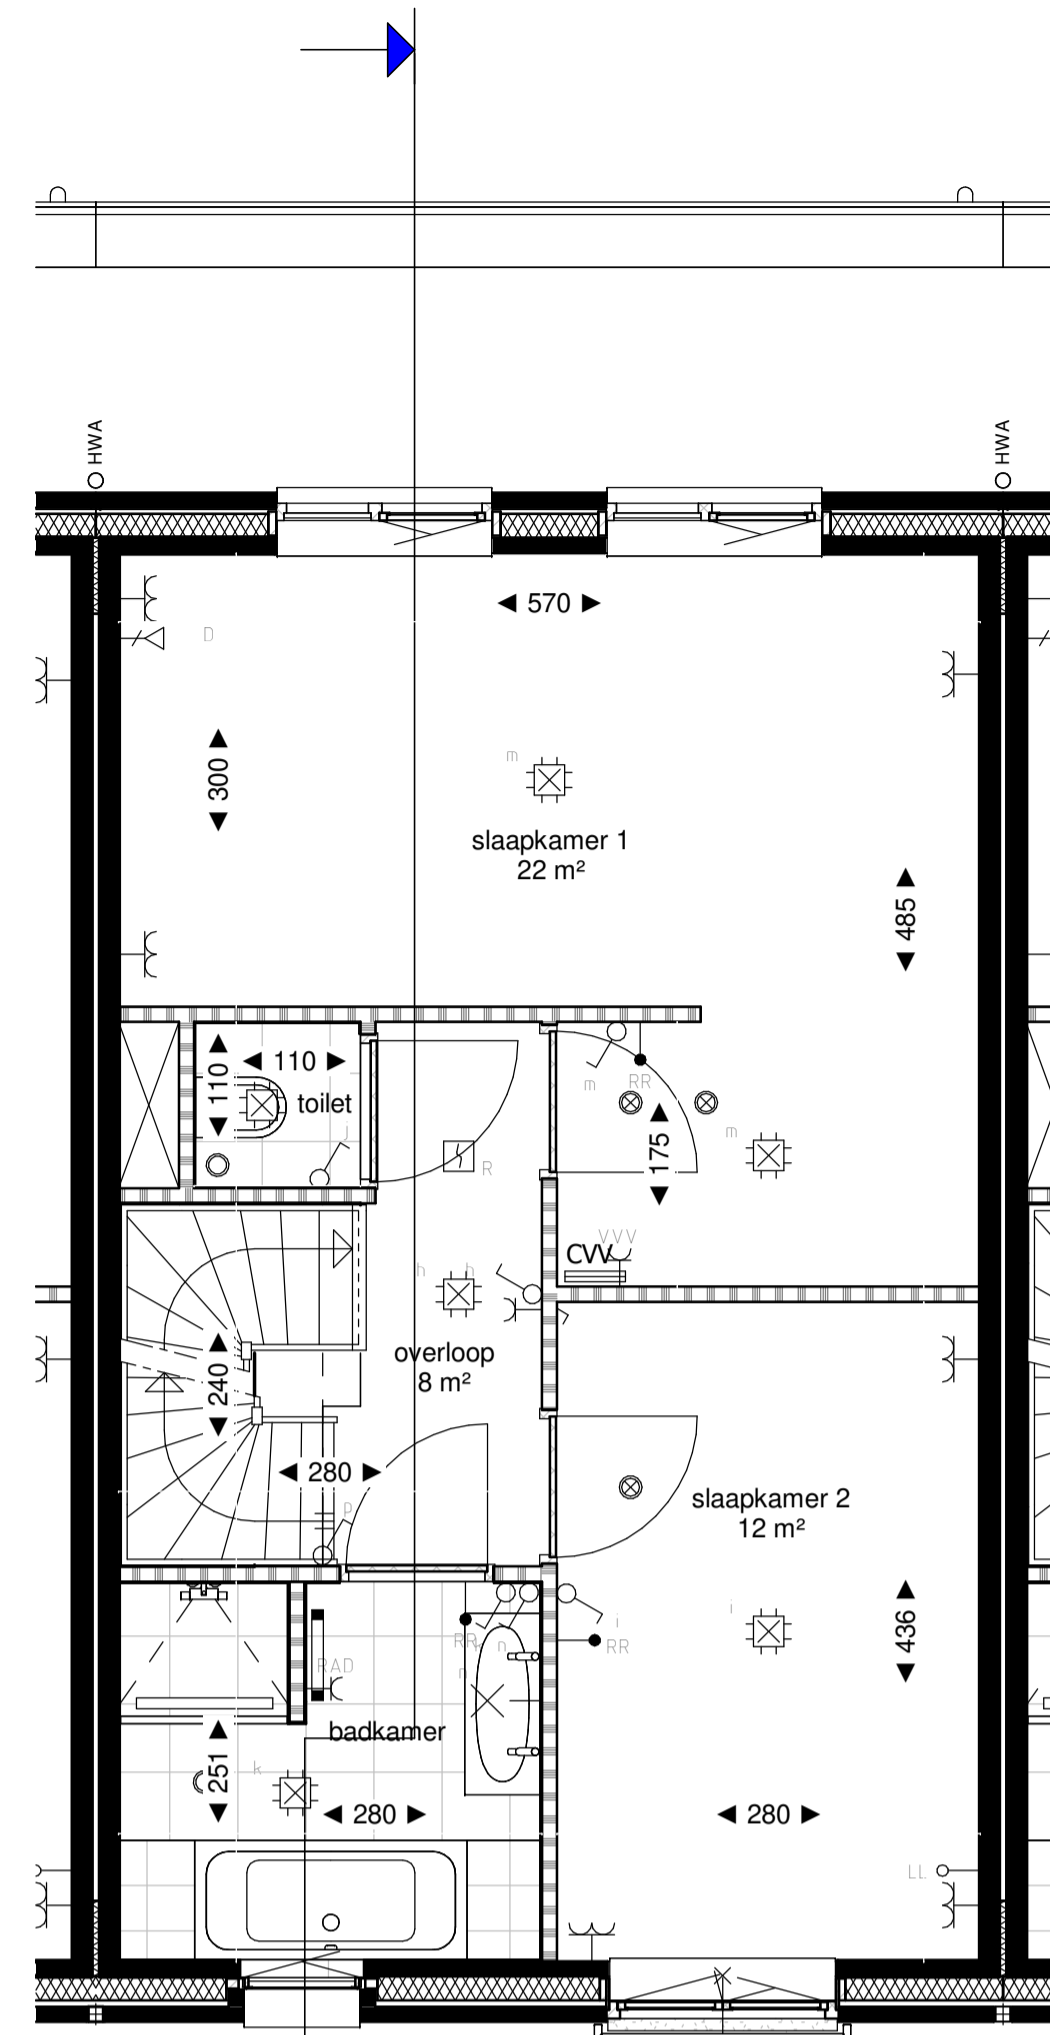 HWA
HWA
570
D
300
m
slaapkamer 1
22 m²
485
110
110
toilet
j
R
m
RR
m
175
VVV
CVV
h
h
overloop
8 m²
240
280
p
slaapkamer 2
12 m²
i
i
RR
436
RR
n
n
RAD
badkamer
251
k
280
280
LL